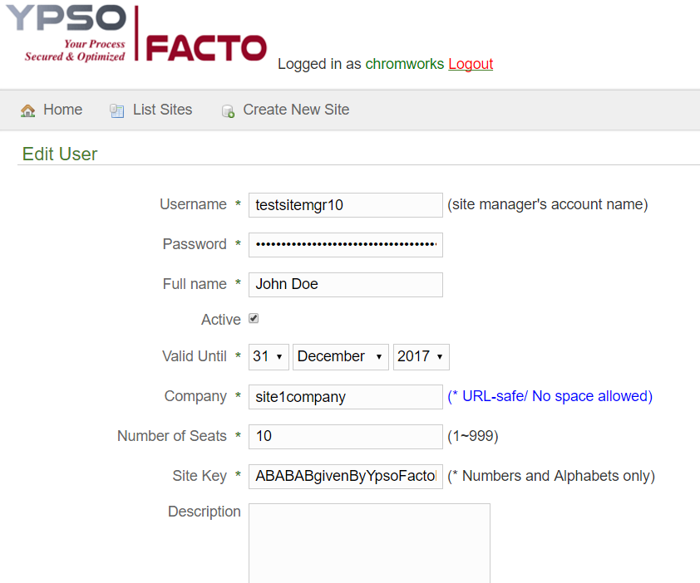 YPSO
FACTO
Your Process
Secured & Optimized
Logged in as chromworks Logout
Home List Sites Create New Site
Edit User
Username * testsitemgr10 (site manager's account name)
Password * ••••••••••••••••••••••••••••••••••••
Full name * John Doe
Active
Valid Until * 31 December 2017
Company * site1company (* URL-safe/ No space allowed)
Number of Seats * 10 (1~999)
Site Key * ABABABgivenByYpsoFacto (* Numbers and Alphabets only)
Description